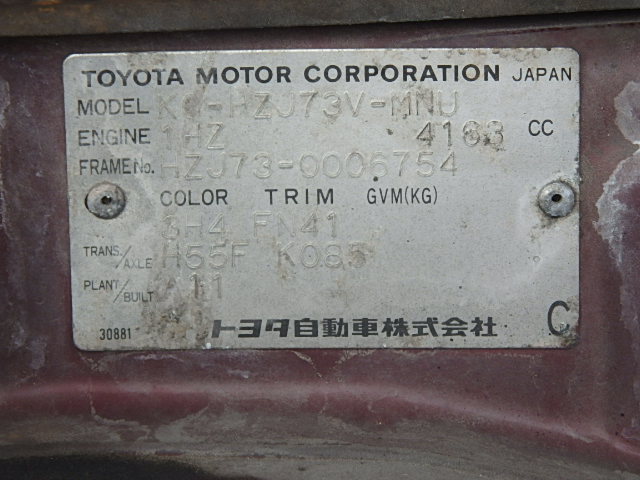 TOYOTA MOTOR CORPORATION JAPAN
MODEL KC-HZJ73V-MNU
ENGINE 1HZ 4163 CC
FRAME No. HZJ73-0006754
COLOR TRIM GVM(KG)
3H4 FN41
TRANS./AXLE H55F K085
PLANT/BUILT A11
30881 トヨタ自動車株式会社 C